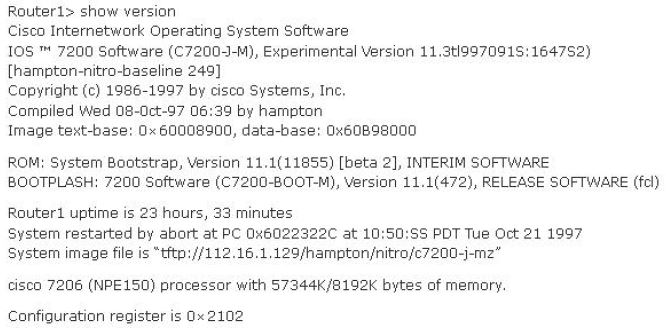 Router1> show version
Cisco Internetwork Operating System Software
IOS ™ 7200 Software (C7200-J-M), Experimental Version 11.3tl997091S:1647S2)
[hampton-nitro-baseline 249]
Copyright (c) 1986-1997 by cisco Systems, Inc.
Compiled Wed 08-0ct-97 06:39 by hampton
Image text-base: 0×60008900, data-base: 0x60B98000
ROM: System Bootstrap, Version 11.1(11855) [beta 2], INTERIM SOFTWARE
BOOTPLASH: 7200 Software (C7200-BOOT-M), Version 11.1(472), RELEASE SOFTWARE (fcl)
Router1 uptime is 23 hours, 33 minutes
System restarted by abort at PC 0x6022322C at 10:50:SS PDT Tue Oct 21 1997
System image file is “tftp://112.16.1.129/hampton/nitro/c7200-j-mz”
cisco 7206 (NPE150) processor with 57344K/8192K bytes of memory.
Configuration register is 0×2102